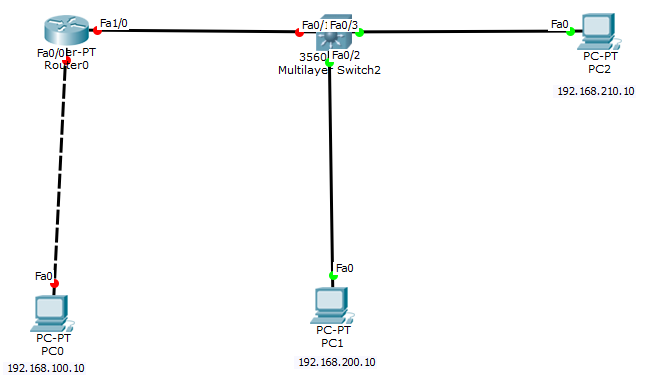 Fa1/0
Fa0/0er-PT
Router0
Fa0/:Fa0/3
3560
Fa0/2
Multilayer Switch2
Fa0
PC-PT
PC2
192.168.210.10
Fa0
PC-PT
PC0
192.168.100.10
Fa0
PC-PT
PC1
192.168.200.10